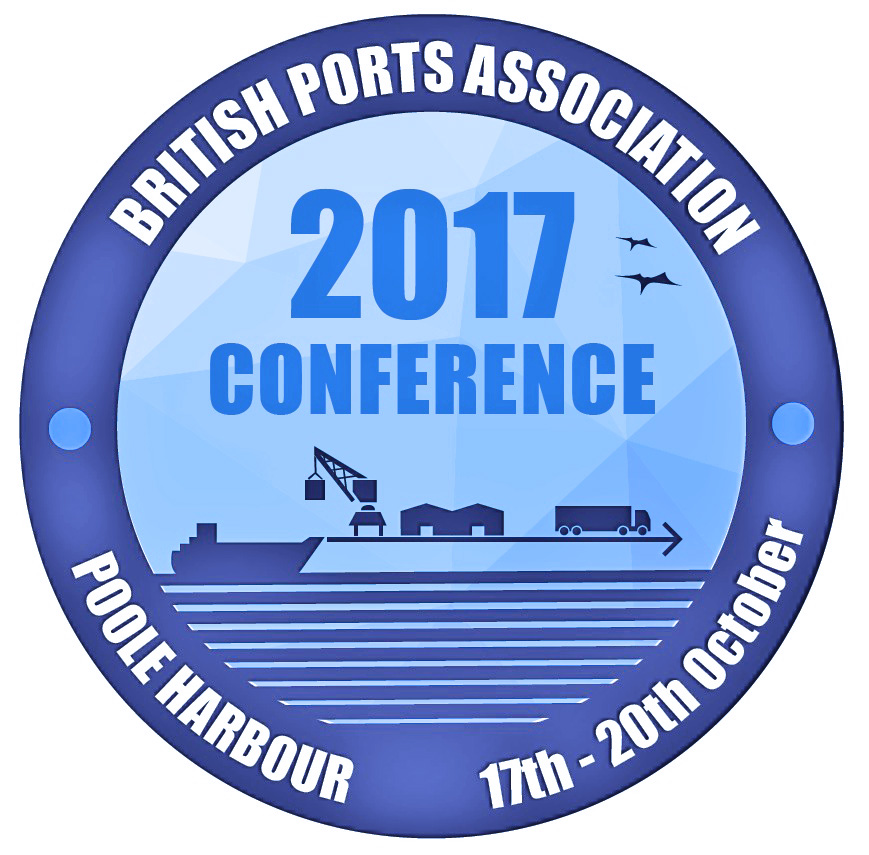 BRITISH PORTS ASSOCIATION
2017
CONFERENCE
POOLE HARBOUR
17th - 20th October